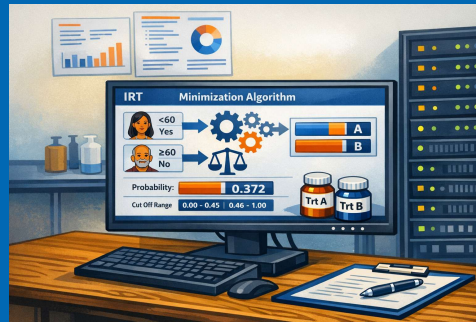 IRT Minimization Algorithm
<60
Yes
A
B
≥60
No
Probability: 0.372
Cut Off Range 0.00 - 0.45 | 0.46 - 1.00
Trt A
Trt B